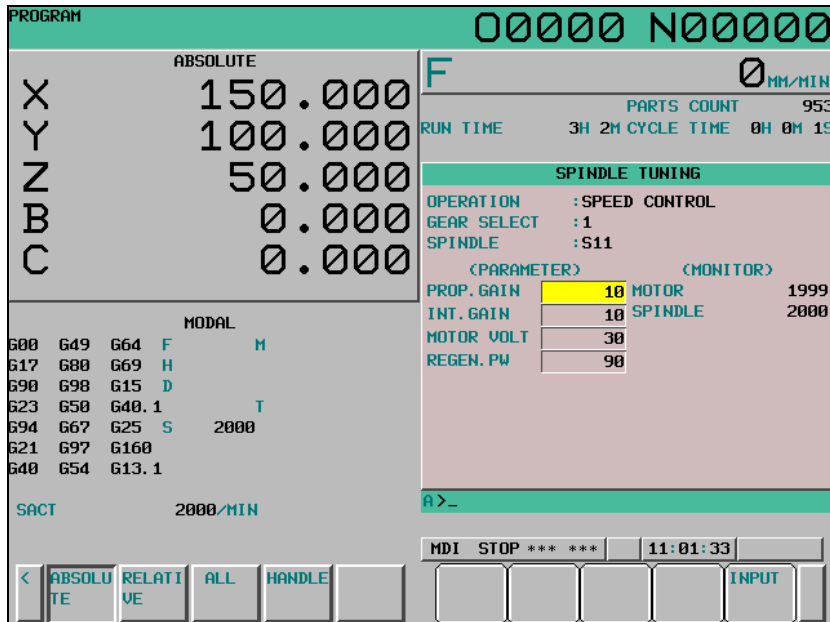 PROGRAM
O0000 N00000
ABSOLUTE
X 150.000
Y 100.000
Z 50.000
B 0.000
C 0.000
F 0 MM/MIN
PARTS COUNT 953
RUN TIME 3H 2M CYCLE TIME 0H 0M 1S
SPINDLE TUNING
OPERATION :SPEED CONTROL
GEAR SELECT :1
SPINDLE :S11
(PARAMETER) (MONITOR)
PROP.GAIN 10 MOTOR 1999
INT.GAIN 10 SPINDLE 2000
MOTOR VOLT 30
REGEN.PW 90
MODAL
G00 G49 G64 F M
G17 G80 G69 H
G90 G98 G15 D
G23 G50 G40.1 T
G94 G67 G25 S 2000
G21 G97 G160
G40 G54 G13.1
SACT 2000/MIN
A>_
MDI STOP *** *** 11:01:33
< ABSOLU
TE
RELATI
VE
ALL
HANDLE
INPUT